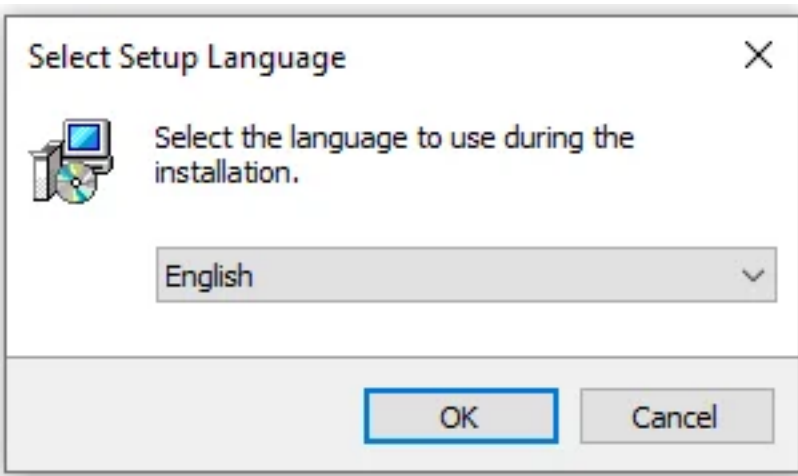 Select Setup Language
Select the language to use during the
installation.
English
OK
Cancel